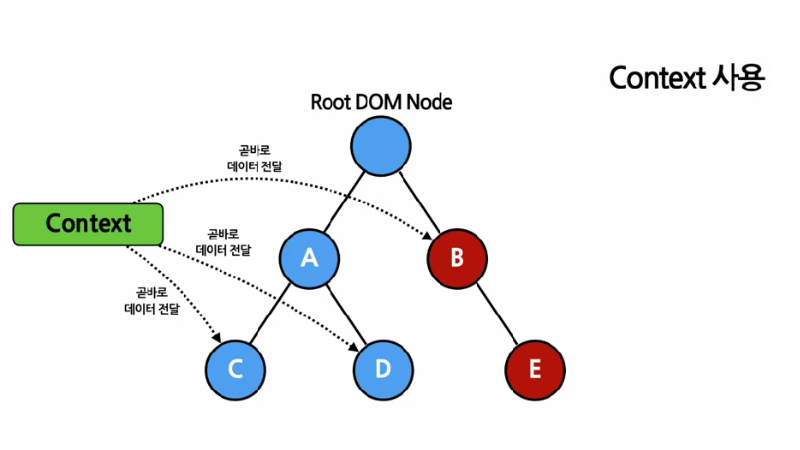 Context 사용
Root DOM Node
곧바로
데이터 전달
Context
곧바로
데이터 전달
A
B
곧바로
데이터 전달
C
D
E